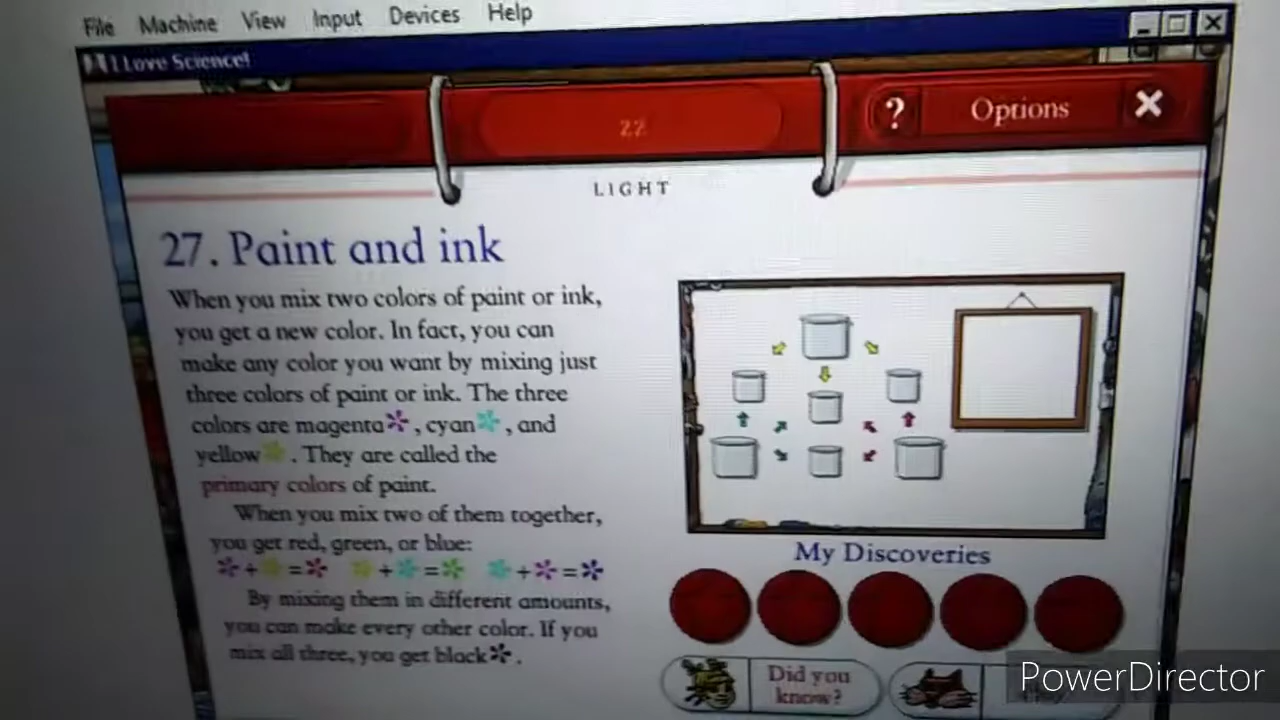 File Machine View Input Devices Help
I Love Science!
22
? Options
LIGHT
27. Paint and ink
When you mix two colors of paint or ink,
you get a new color. In fact, you can
make any color you want by mixing just
three colors of paint or ink. The three
colors are magenta , cyan , and
yellow . They are called the
primary colors of paint.
When you mix two of them together,
you get red, green, or blue:
+ = + = + =
By mixing them in different amounts,
you can make every other color. If you
mix all three, you get black .
My Discoveries
Did you
know?
PowerDirector